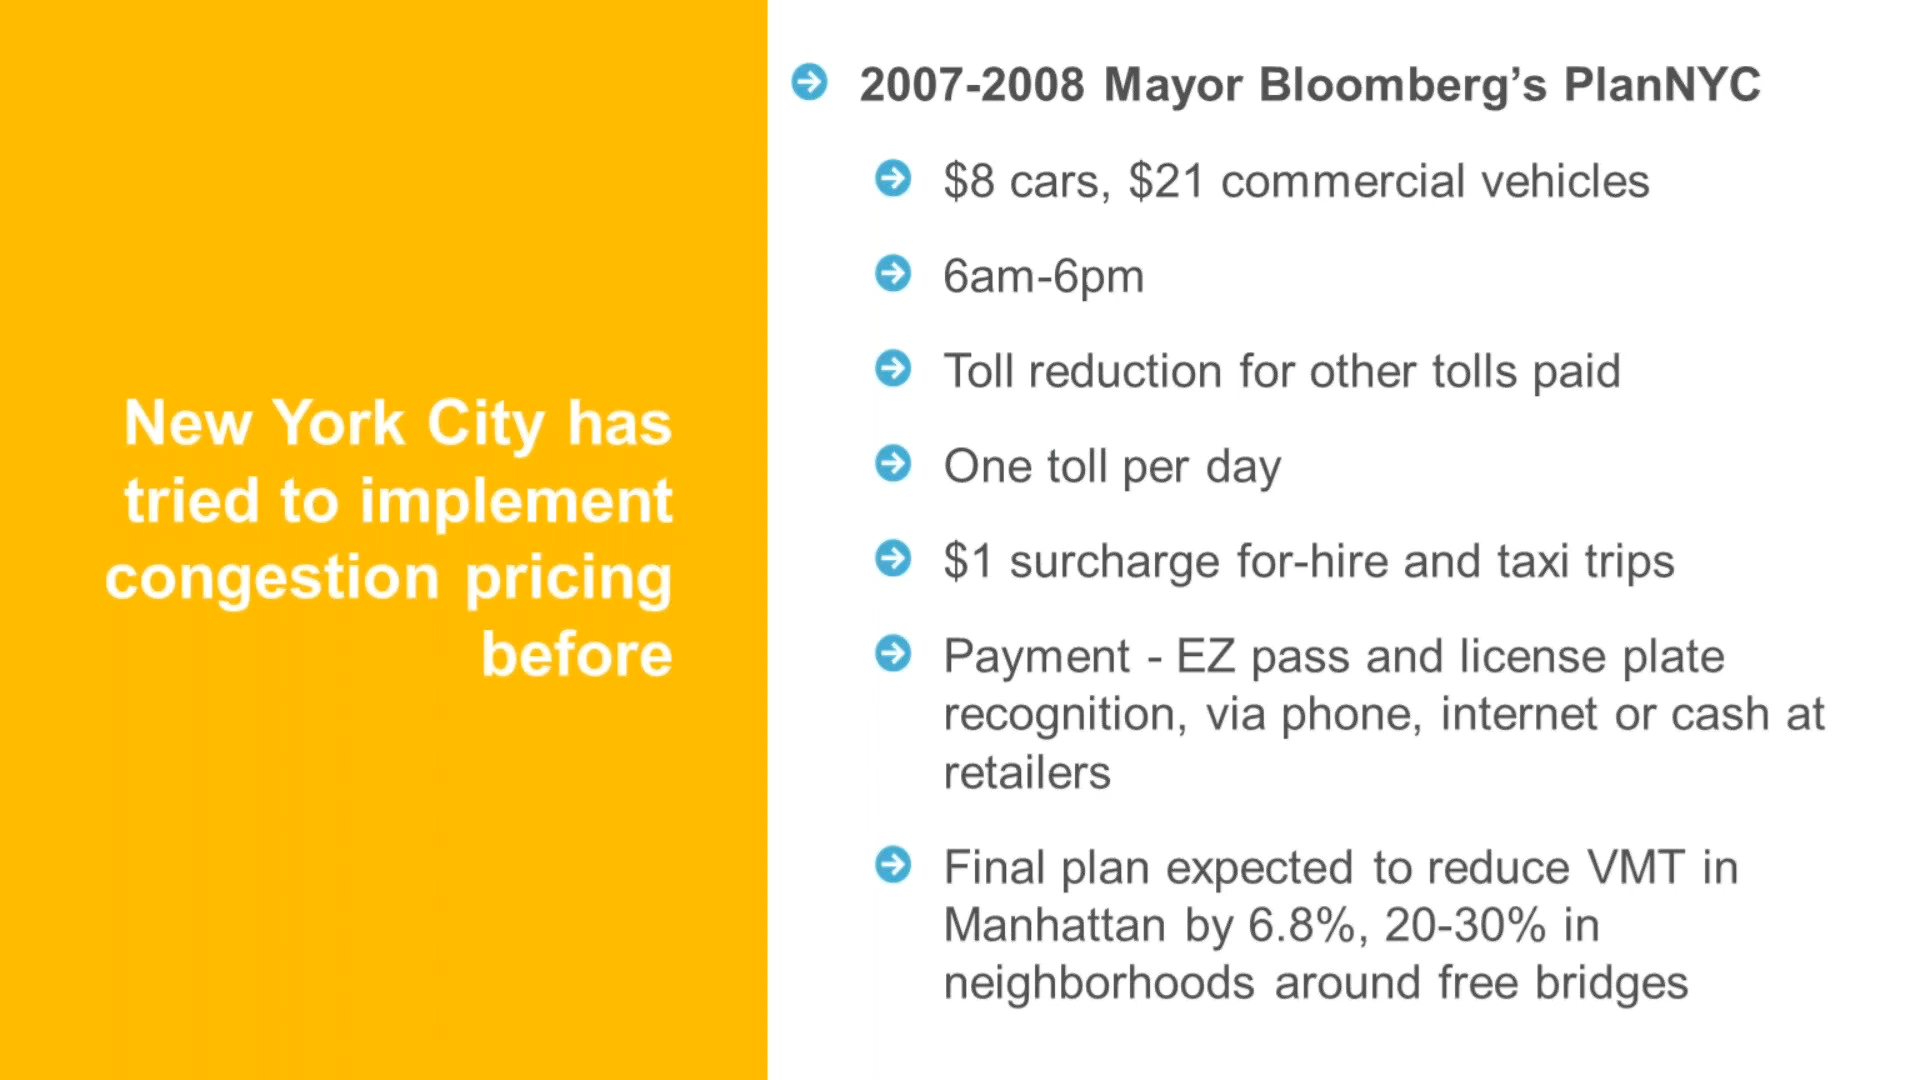 New York City has
tried to implement
congestion pricing
before
2007-2008 Mayor Bloomberg’s PlanNYC
$8 cars, $21 commercial vehicles
6am-6pm
Toll reduction for other tolls paid
One toll per day
$1 surcharge for-hire and taxi trips
Payment - EZ pass and license plate
recognition, via phone, internet or cash at
retailers
Final plan expected to reduce VMT in
Manhattan by 6.8%, 20-30% in
neighborhoods around free bridges